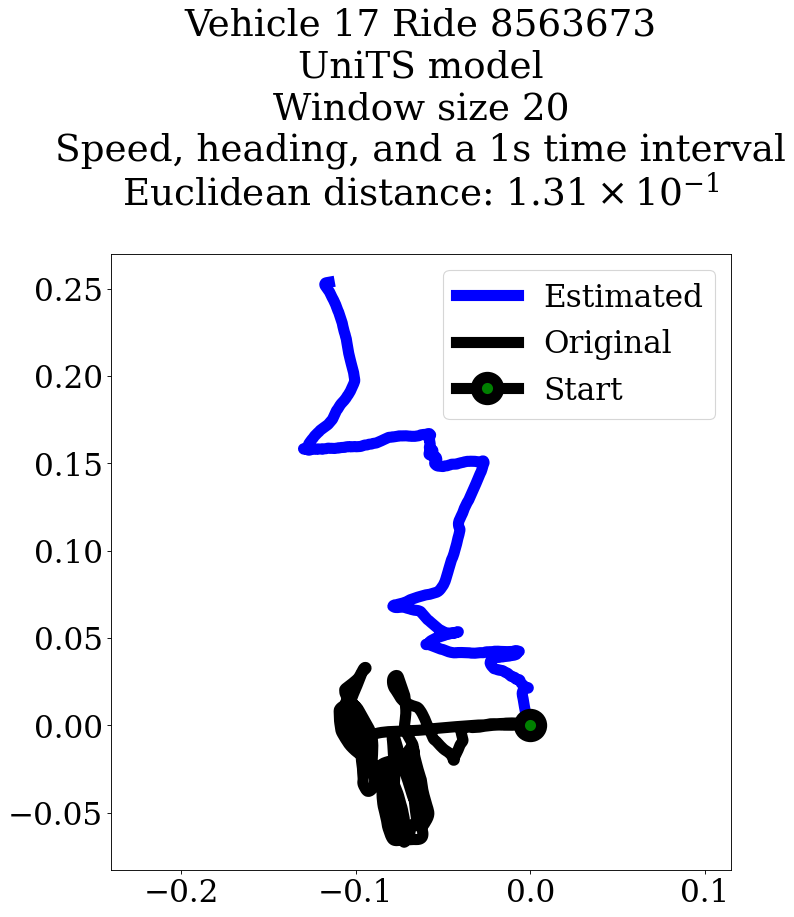 Vehicle 17 Ride 8563673
UniTS model
Window size 20
Speed, heading, and a 1s time interval
Euclidean distance: 1.31 × 10⁻¹
Estimated
Original
Start
0.25
0.20
0.15
0.10
0.05
0.00
−0.05
−0.2
−0.1
0.0
0.1